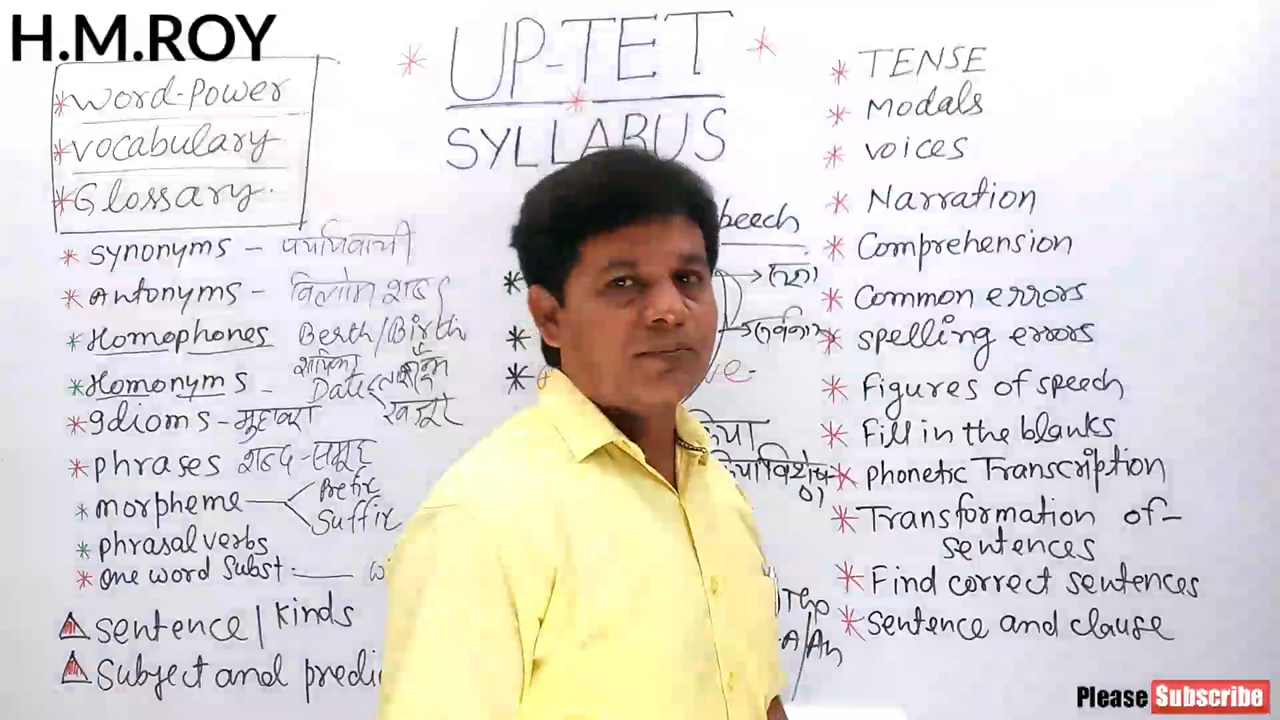 H.M.ROY
UP-TET
SYLLABUS
Word-Power
vocabulary
Glossary.
synonyms - पर्यायवाची
Antonyms - विलोम शब्द
Homophones Berth/Birth
Homonyms - Date
खजूर
Idioms - मुहावरा
phrases शब्द-समूह
morpheme Prefix
Suffix
phrasal verbs
One word Subst:
sentence/kinds
Subject and predi
peech
क्रिया
A/An
TENSE
Modals
voices
Narration
Comprehension
Common errors
spelling errors
Figures of speech
Fill in the blanks
phonetic Transcription
Transformation of-
sentences
Find correct sentences
Sentence and clause
Please Subscribe